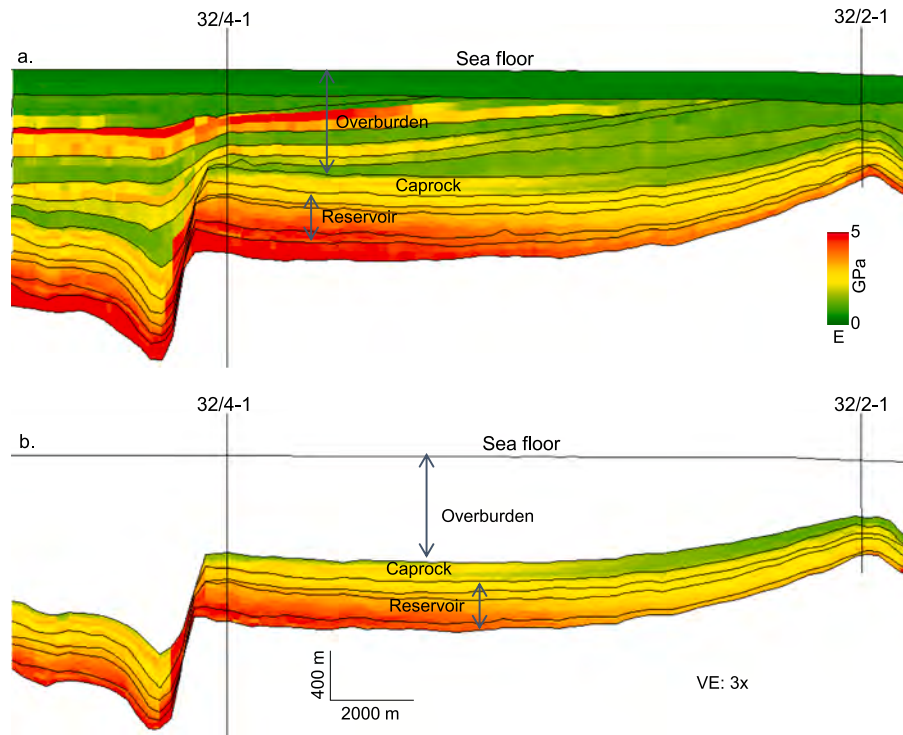 32/4-1
32/2-1
a.
Sea floor
Overburden
Caprock
Reservoir
5
GPa
0
E
32/4-1
32/2-1
b.
Sea floor
Overburden
Caprock
Reservoir
400 m
2000 m
VE: 3x